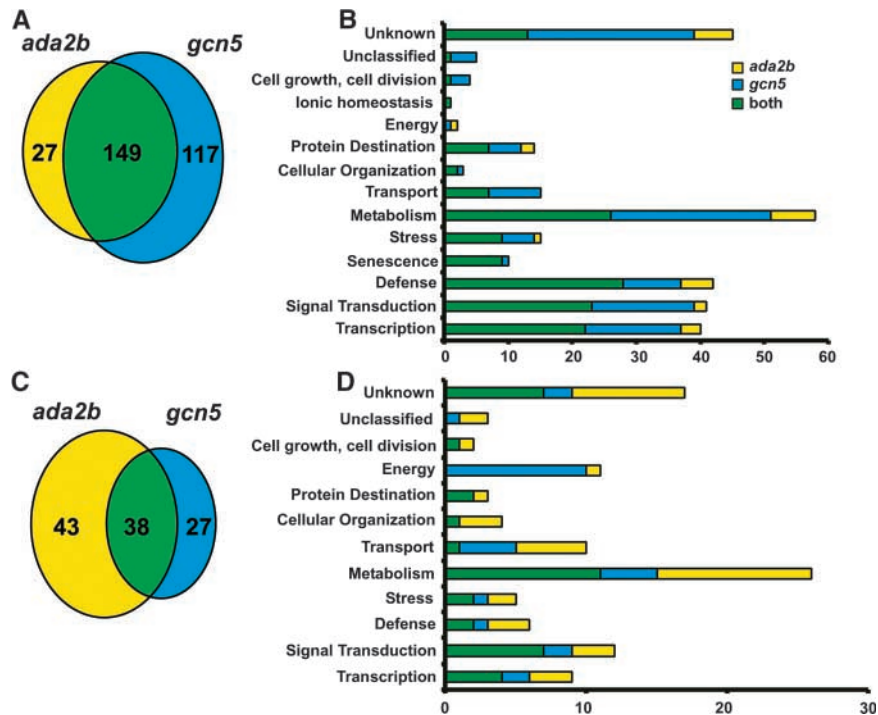 A
ada2b
gcn5
27
149
117
B
Unknown
Unclassified
Cell growth, cell division
Ionic homeostasis
Energy
Protein Destination
Cellular Organization
Transport
Metabolism
Stress
Senescence
Defense
Signal Transduction
Transcription
ada2b
gcn5
both
0 10 20 30 40 50 60
C
ada2b
gcn5
43
38
27
D
Unknown
Unclassified
Cell growth, cell division
Energy
Protein Destination
Cellular Organization
Transport
Metabolism
Stress
Defense
Signal Transduction
Transcription
0 10 20 30